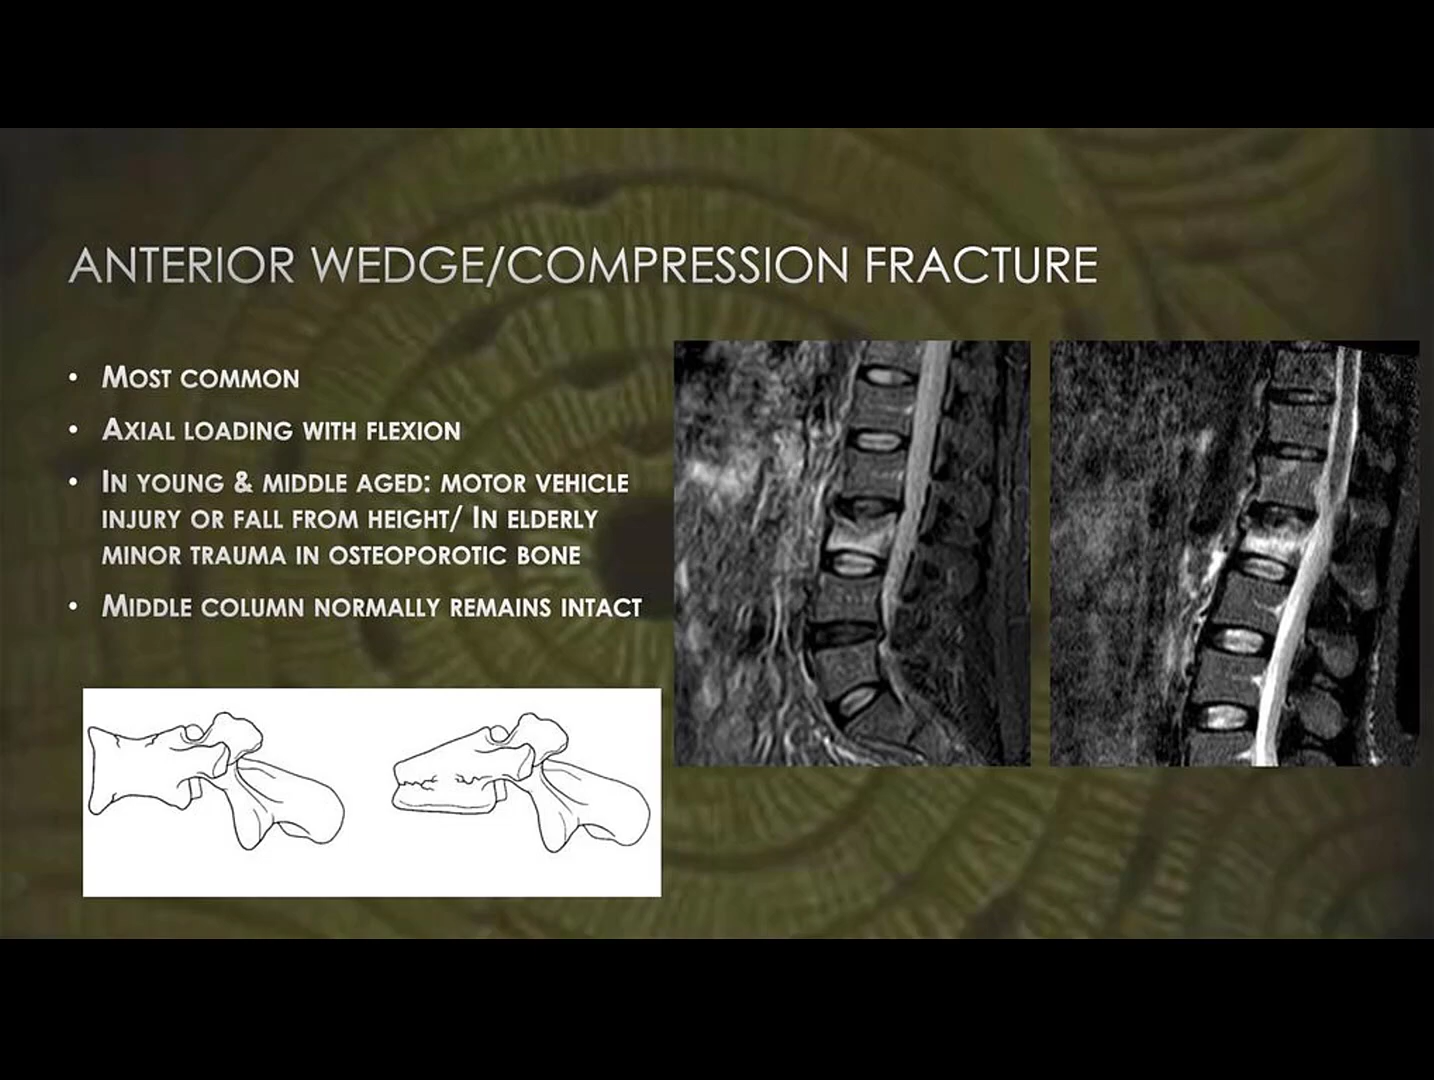 ANTERIOR WEDGE/COMPRESSION FRACTURE
• MOST COMMON
• AXIAL LOADING WITH FLEXION
• IN YOUNG & MIDDLE AGED: MOTOR VEHICLE
INJURY OR FALL FROM HEIGHT/ IN ELDERLY
MINOR TRAUMA IN OSTEOPOROTIC BONE
• MIDDLE COLUMN NORMALLY REMAINS INTACT